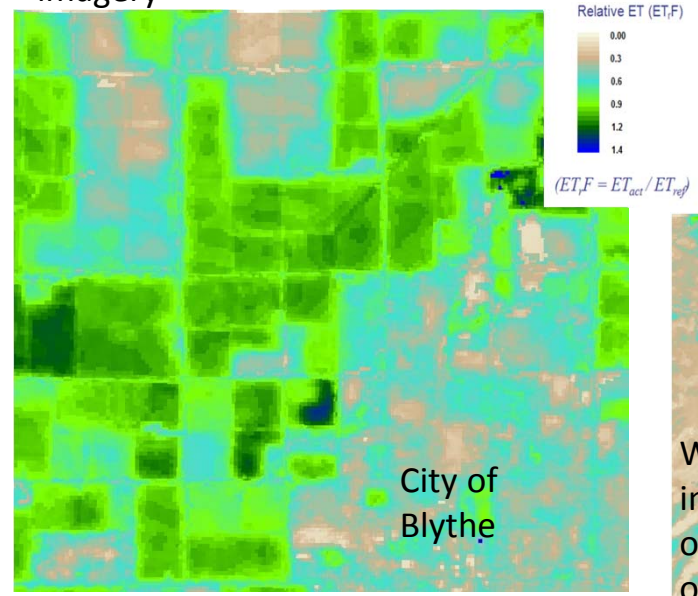 Imagery
Relative ET (ETrF)
0.00
0.3
0.6
0.9
1.2
1.4
(ETrF = ETact / ETref)
City of
Blythe